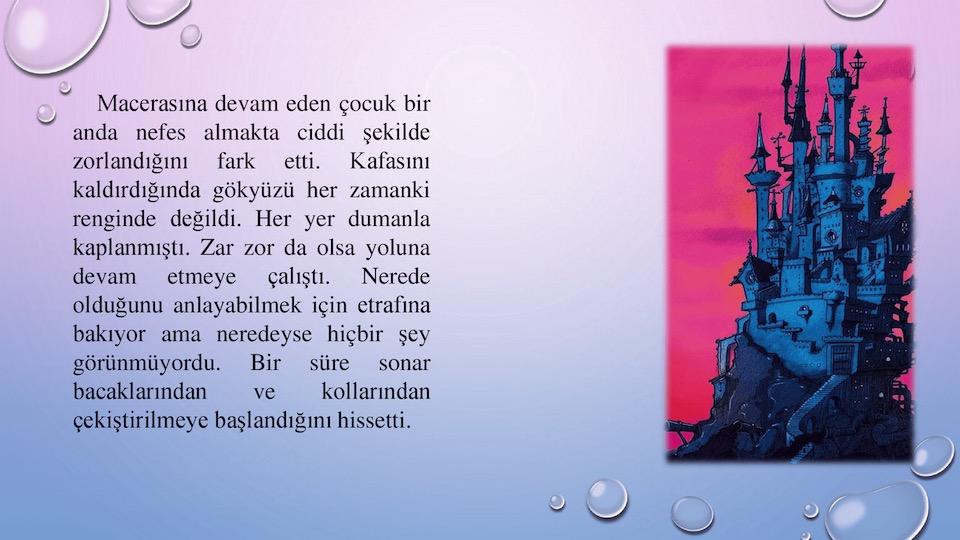 Macerasına devam eden çocuk bir
anda nefes almakta ciddi şekilde
zorlandığını fark etti. Kafasını
kaldırdığında gökyüzü her zamanki
renginde değildi. Her yer dumanla
kaplanmıştı. Zar zor da olsa yoluna
devam etmeye çalıştı. Nerede
olduğunu anlayabilmek için etrafına
bakıyor ama neredeyse hiçbir şey
görünmüyordu. Bir süre sonar
bacaklarından ve kollarından
çekiştirilmeye başlandığını hissetti.